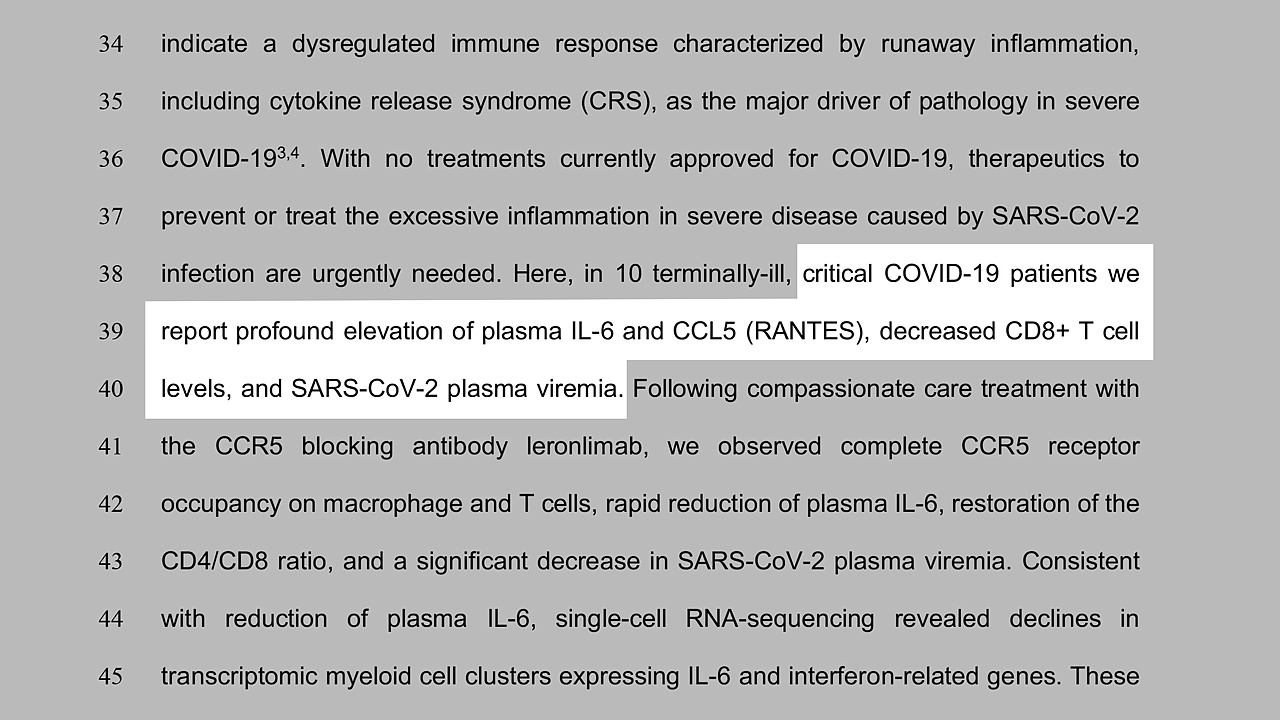 34 indicate a dysregulated immune response characterized by runaway inflammation,
35 including cytokine release syndrome (CRS), as the major driver of pathology in severe
36 COVID-193,4. With no treatments currently approved for COVID-19, therapeutics to
37 prevent or treat the excessive inflammation in severe disease caused by SARS-CoV-2
38 infection are urgently needed. Here, in 10 terminally-ill, critical COVID-19 patients we
39 report profound elevation of plasma IL-6 and CCL5 (RANTES), decreased CD8+ T cell
40 levels, and SARS-CoV-2 plasma viremia. Following compassionate care treatment with
41 the CCR5 blocking antibody leronlimab, we observed complete CCR5 receptor
42 occupancy on macrophage and T cells, rapid reduction of plasma IL-6, restoration of the
43 CD4/CD8 ratio, and a significant decrease in SARS-CoV-2 plasma viremia. Consistent
44 with reduction of plasma IL-6, single-cell RNA-sequencing revealed declines in
45 transcriptomic myeloid cell clusters expressing IL-6 and interferon-related genes. These